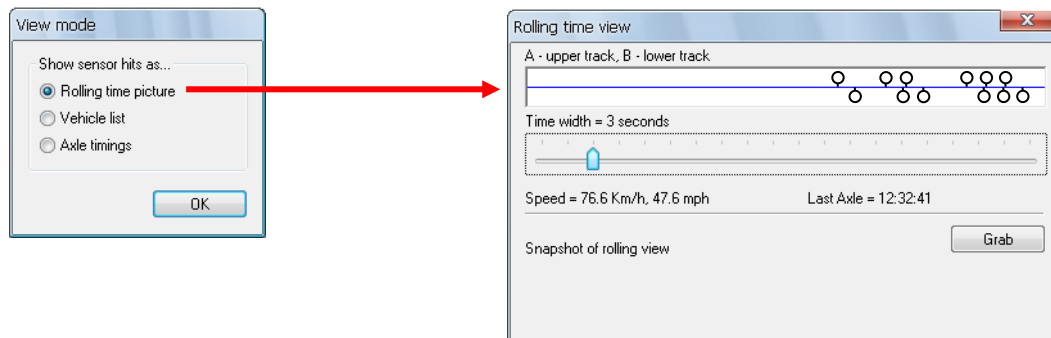 View mode
Show sensor hits as...
Rolling time picture
Vehicle list
Axle timings
OK
Rolling time view
A - upper track, B - lower track
Time width = 3 seconds
Speed = 76.6 Km/h, 47.6 mph Last Axle = 12:32:41
Snapshot of rolling view Grab